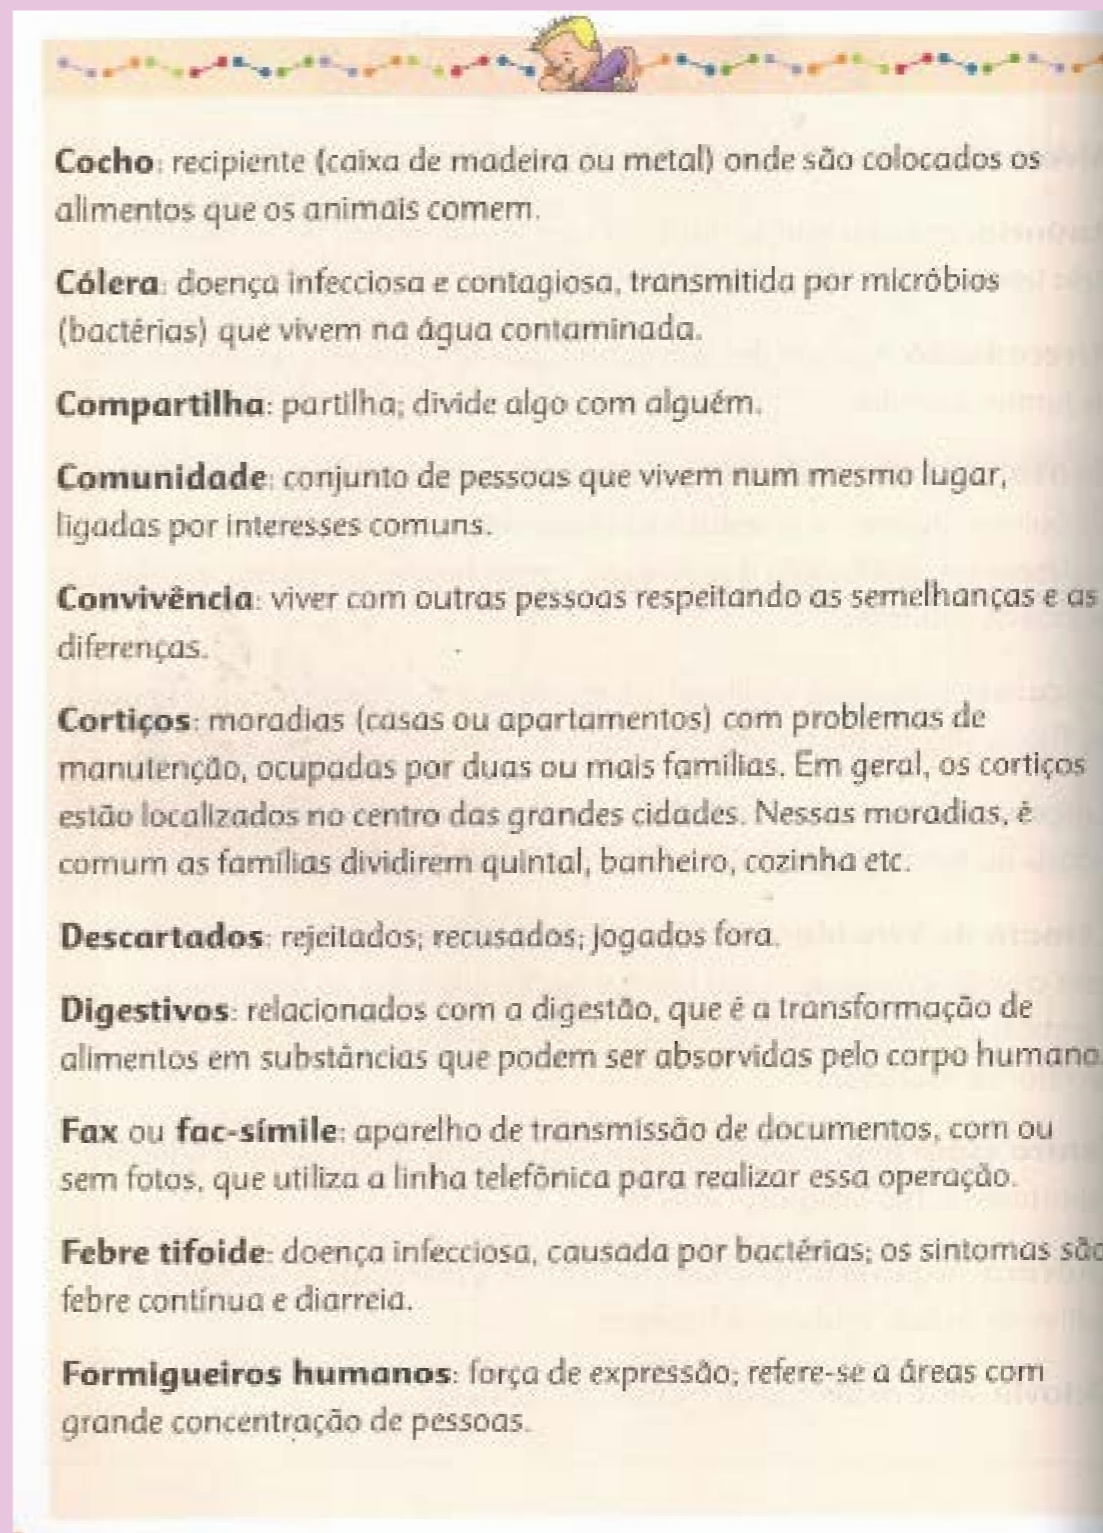 Cocho: recipiente (caixa de madeira ou metal) onde são colocados os
alimentos que os animais comem.
Cólera: doença infecciosa e contagiosa, transmitida por micróbios
(bactérias) que vivem na água contaminada.
Compartilha: partilha; divide algo com alguém.
Comunidade: conjunto de pessoas que vivem num mesmo lugar,
ligadas por interesses comuns.
Convivência: viver com outras pessoas respeitando as semelhanças e as
diferenças.
Cortiços: moradias (casas ou apartamentos) com problemas de
manutenção, ocupadas por duas ou mais famílias. Em geral, os cortiços
estão localizados no centro das grandes cidades. Nessas moradias, é
comum as famílias dividirem quintal, banheiro, cozinha etc.
Descartados: rejeitados; recusados; jogados fora.
Digestivos: relacionados com a digestão, que é a transformação de
alimentos em substâncias que podem ser absorvidas pelo corpo humano.
Fax ou fac-símile: aparelho de transmissão de documentos, com ou
sem fotos, que utiliza a linha telefônica para realizar essa operação.
Febre tifoide: doença infecciosa, causada por bactérias; os sintomas são
febre contínua e diarreia.
Formigueiros humanos: força de expressão; refere-se a áreas com
grande concentração de pessoas.